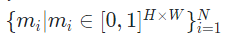 {m_i|m_i ∈ [0, 1]^{H×W}}_{i=1}^N